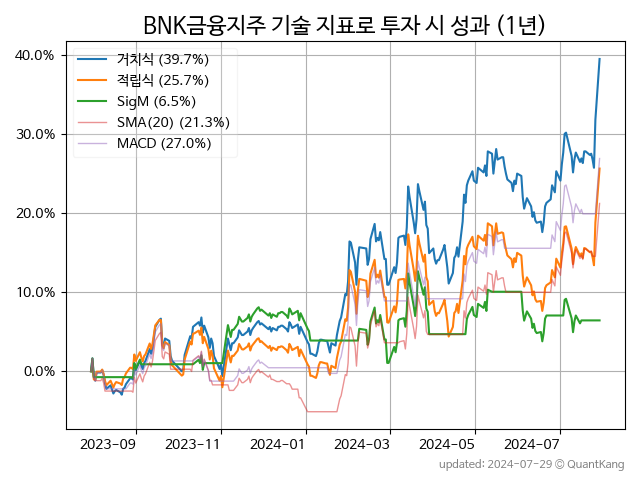 BNK금융지주 기술 지표로 투자 시 성과 (1년)
40.0%
30.0%
20.0%
10.0%
0.0%
거치식 (39.7%)
적립식 (25.7%)
SigM (6.5%)
SMA(20) (21.3%)
MACD (27.0%)
2023-09 2023-11 2024-01 2024-03 2024-05 2024-07
updated: 2024-07-29 © QuantKang